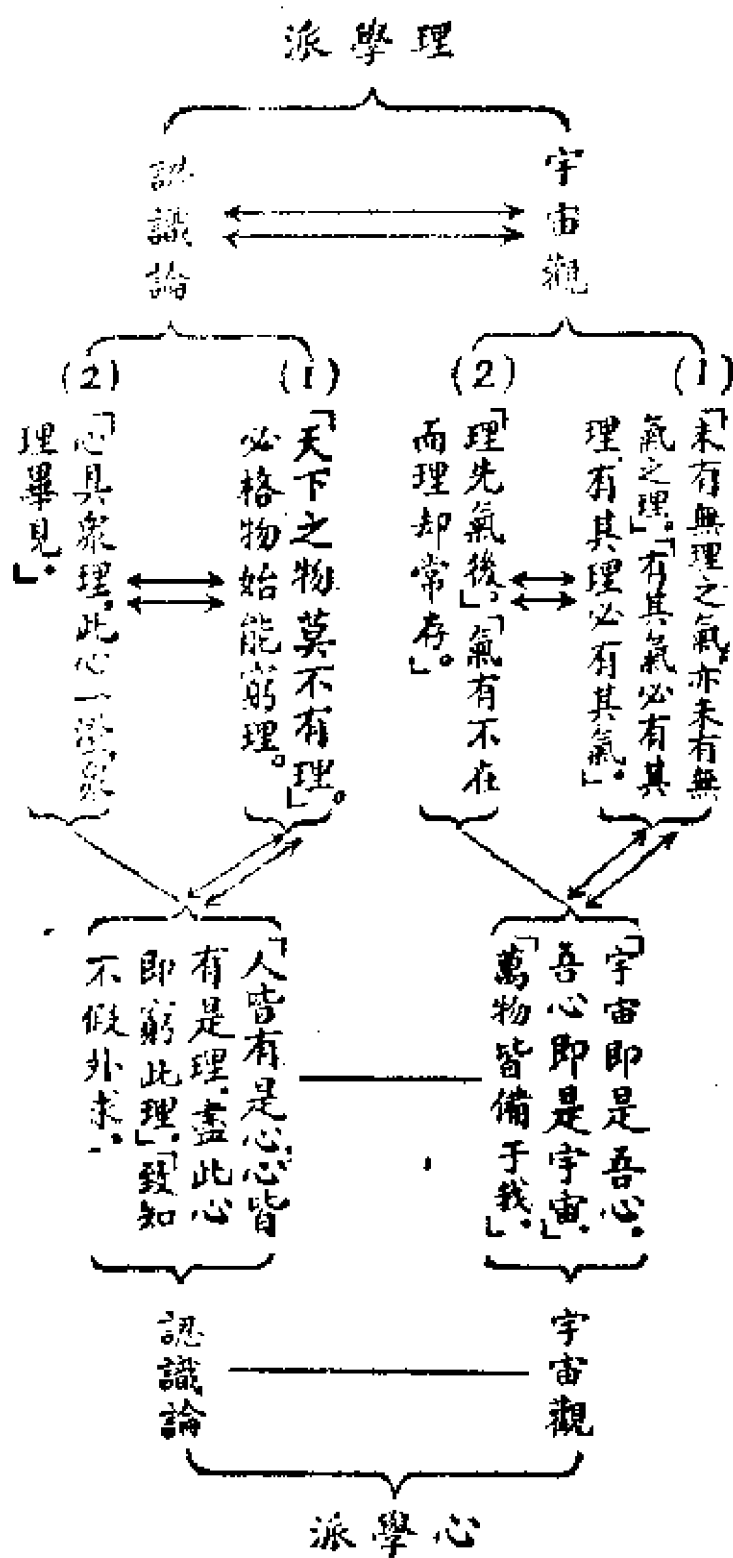 理學派
宇宙觀
認識論
(1)
「未有無理之氣,亦未有無
氣之理。」「有其氣必有其
理,有其理必有其氣」。
(2)
「理先氣後」,「氣有不在
而理却常存」。
(1)
「天下之物莫不有理」。
必格物始能窮理。
(2)
「心具衆理,此心一澄,衆
理畢見。」
「宇宙即是吾心.
吾心即是宇宙.」
「萬物皆備于我.」
「人皆有是心,心皆
有是理.盡此心
即窮此理」,「致知
不假外求.
宇宙觀
認識論
心學派